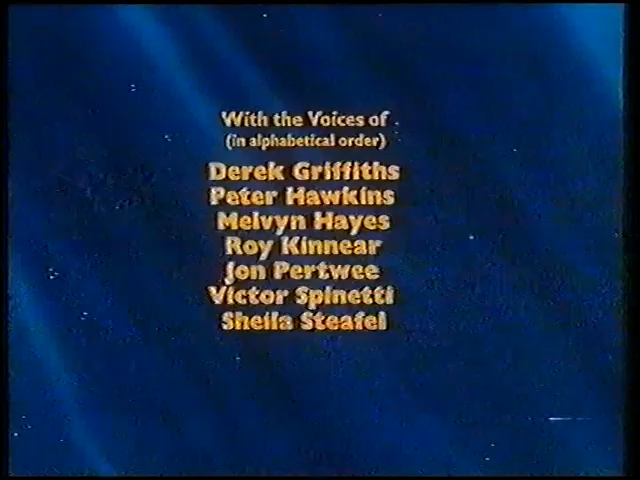 With the Voices of
(in alphabetical order)
Derek Griffiths
Peter Hawkins
Melvyn Hayes
Roy Kinnear
Jon Pertwee
Victor Spinetti
Sheila Steafel